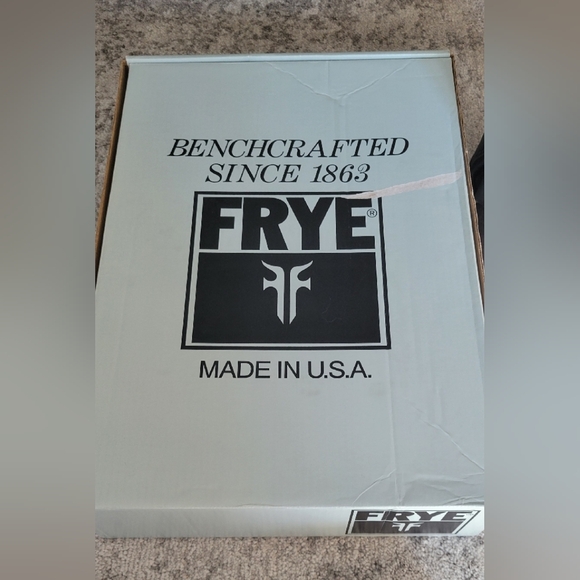 BENCHCRAFTED
SINCE 1863
FRYE®
MADE IN U.S.A.
FRYE